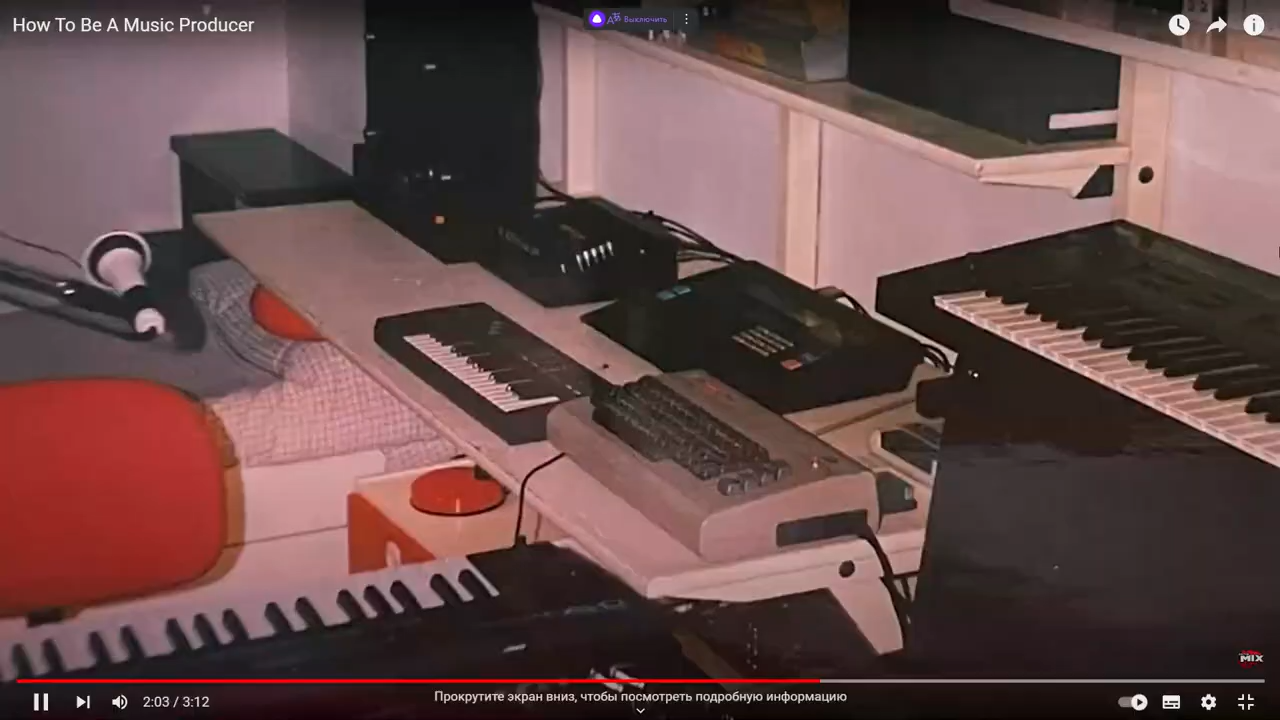 How To Be A Music Producer
Выключить
MIX
2:03 / 3:12
Прокрутите экран вниз, чтобы посмотреть подробную информацию